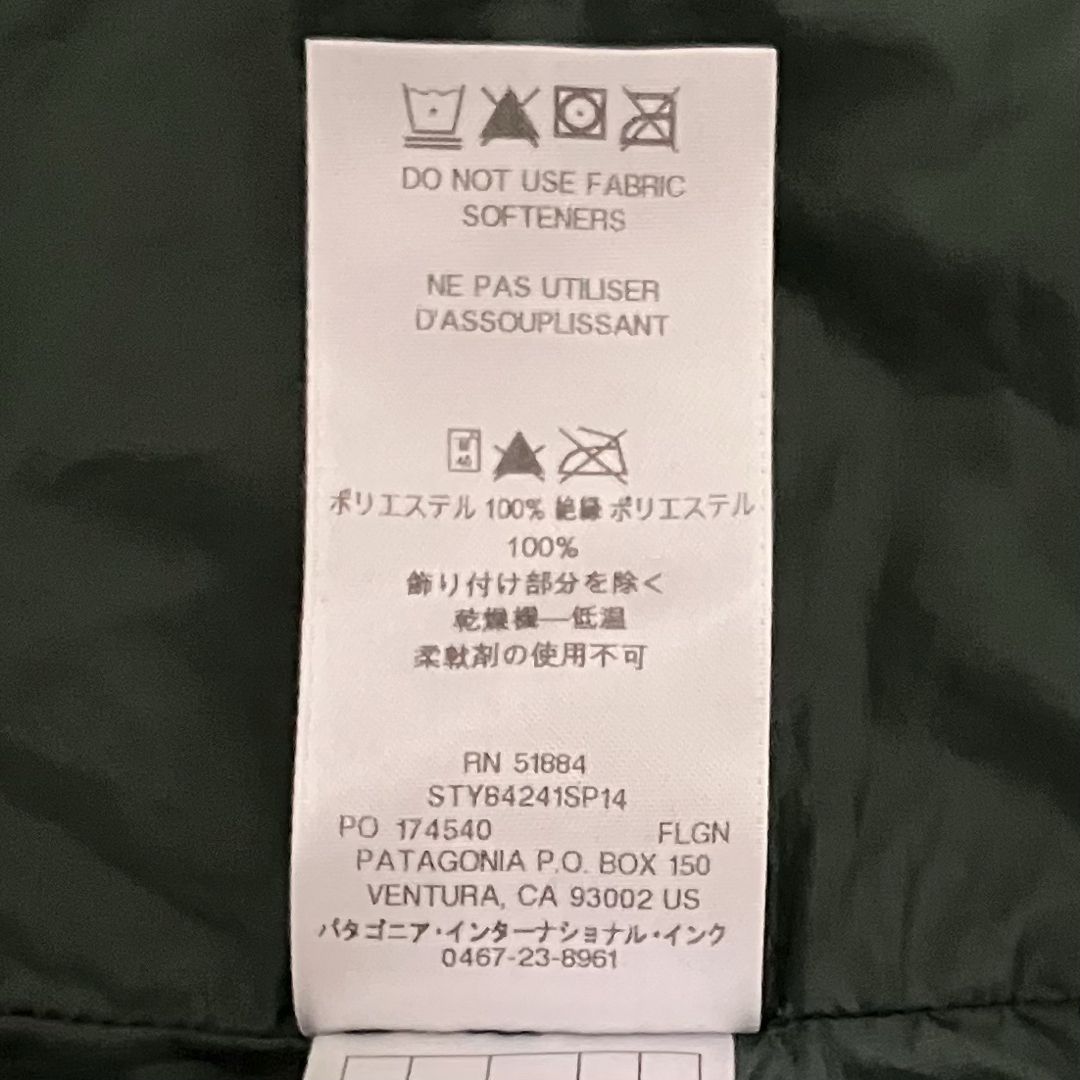 DO NOT USE FABRIC
SOFTENERS
NE PAS UTILISER
D'ASSOUPLISSANT
40
ポリエステル 100% 絶縁 ポリエステル
100%
飾り付け部分を除く
乾燥機—低温
柔軟剤の使用不可
RN 51884
STY84241SP14
PO 174540 FLGN
PATAGONIA P.O. BOX 150
VENTURA, CA 93002 US
パタゴニア・インターナショナル・インク
0467-23-8961